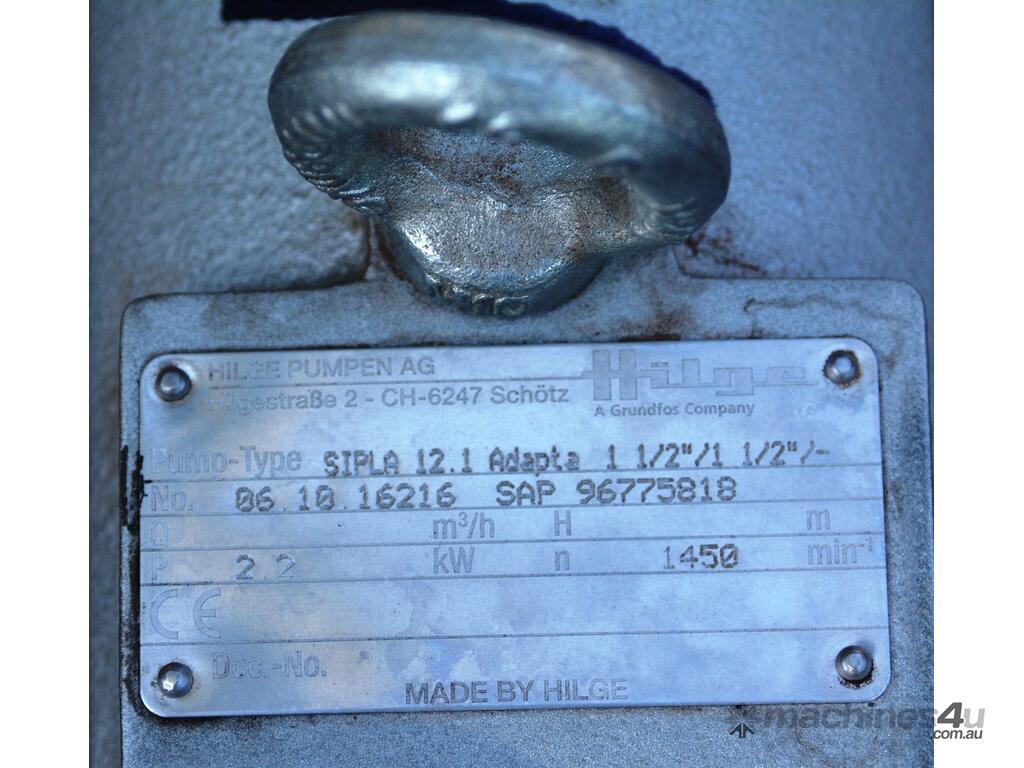 HILGE PUMPEN AG
Hilge
Hagestraße 2 - CH-6247 Schötz
A Grundfos Company
Pump-Type SIPLA 12.1 Adapta 1 1/2"/1 1/2"/-
No. 06.10.16216 SAP 96775818
Q m³/h H m
P 2.2 kW n 1450 min⁻¹
CE
Doc.-No.
MADE BY HILGE
machines4u
.com.au